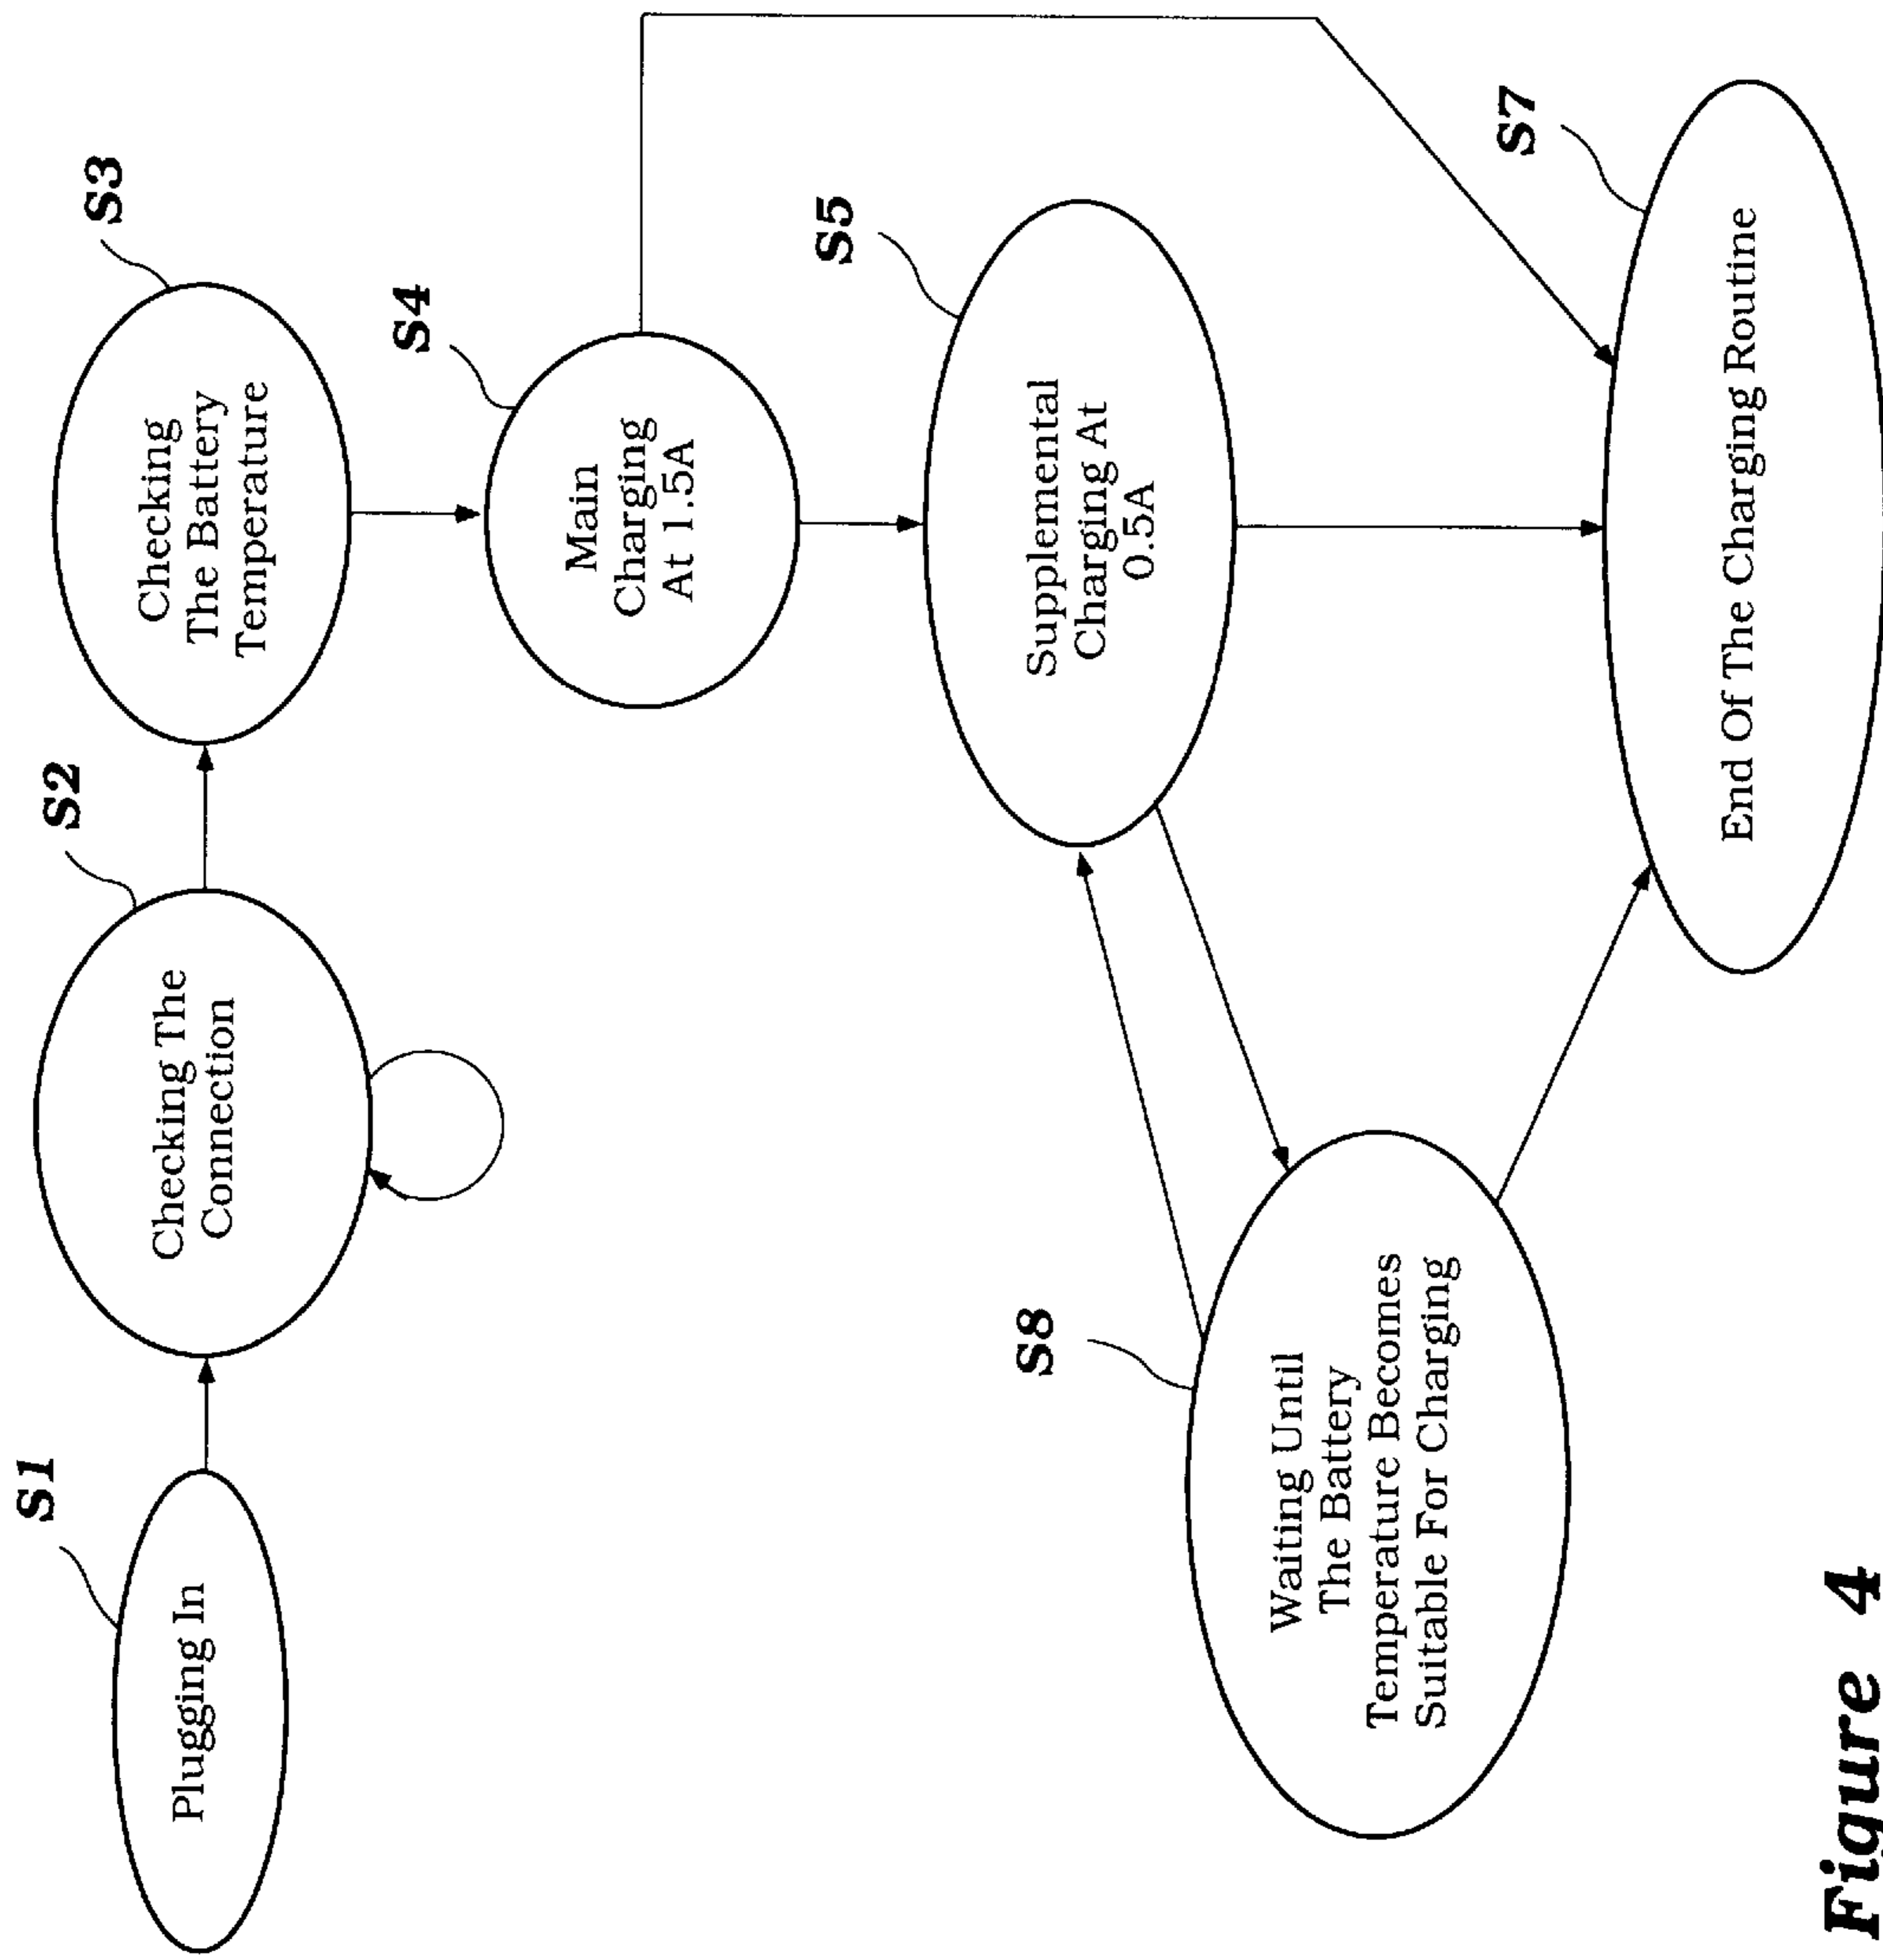 S1
Plugging In
S2
Checking The
Connection
S3
Checking
The Battery
Temperature
S4
Main
Charging
At 1.5A
S5
Supplemental
Charging At
0.5A
S8
Waiting Until
The Battery
Temperature Becomes
Suitable For Charging
S7
End Of The Charging Routine
Figure 4